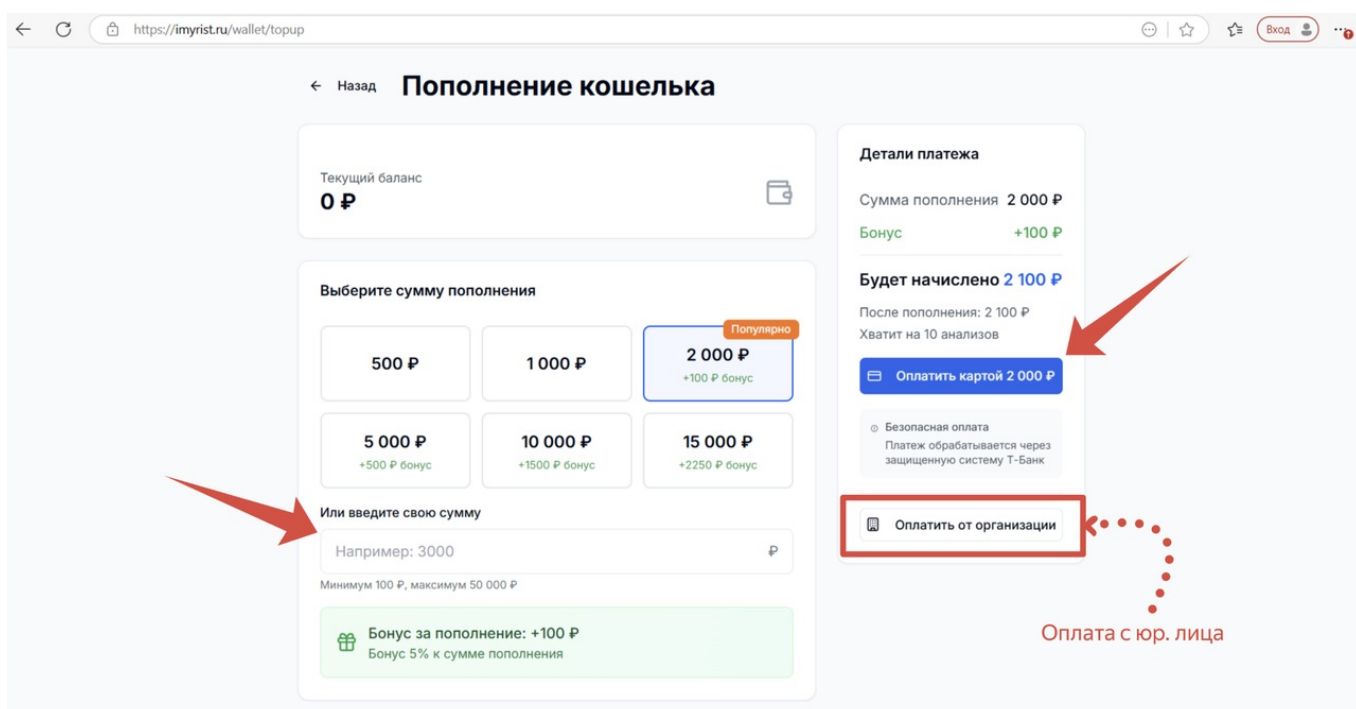 https://imyrist.ru/wallet/topup
Вход
Назад
Пополнение кошелька
Текущий баланс
0 ₽
Выберите сумму пополнения
500 ₽
1 000 ₽
Популярно
2 000 ₽
+100 ₽ бонус
5 000 ₽
+500 ₽ бонус
10 000 ₽
+1500 ₽ бонус
15 000 ₽
+2250 ₽ бонус
Или введите свою сумму
Например: 3000 ₽
Минимум 100 ₽, максимум 50 000 ₽
Бонус за пополнение: +100 ₽
Бонус 5% к сумме пополнения
Детали платежа
Сумма пополнения 2 000 ₽
Бонус +100 ₽
Будет начислено 2 100 ₽
После пополнения: 2 100 ₽
Хватит на 10 анализов
Оплатить картой 2 000 ₽
Безопасная оплата
Платеж обрабатывается через
защищенную систему Т-Банк
Оплатить от организации
Оплата с юр. лица